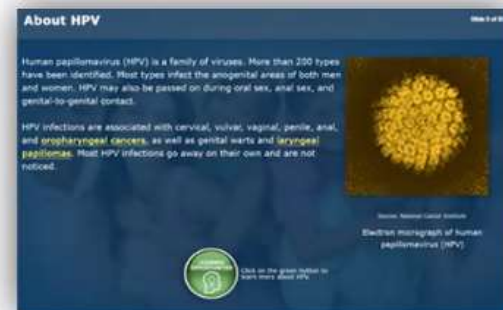 About HPV
Human papillomavirus (HPV) is a family of viruses. More than 200 types
have been identified. Most types infect the anogenital areas of both men
and women. HPV may also be passed on during oral sex, anal sex, and
genital-to-genital contact.
HPV infections are associated with cervical, vulvar, vaginal, penile, anal,
and oropharyngeal cancers, as well as genital warts and laryngeal
papillomas. Most HPV infections go away on their own and are not
noticed.
Source: National Cancer Institute
Electron micrograph of human
papillomavirus (HPV)
Click on the green button to
learn more about HPV.